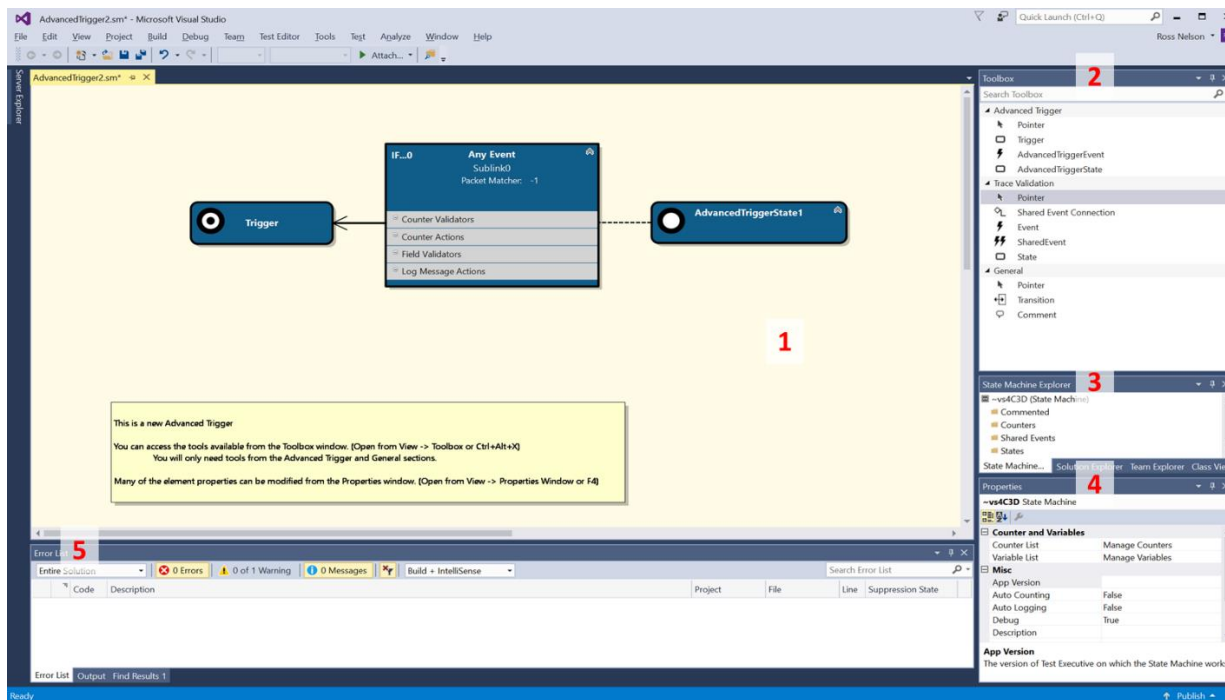 AdvancedTrigger2.sm* - Microsoft Visual Studio
Quick Launch (Ctrl+Q)
File Edit View Project Build Debug Team Test Editor Tools Test Analyze Window Help
Ross Nelson
Attach...
Server Explorer
AdvancedTrigger2.sm*
IF...0 Any Event
Sublink0
Packet Matcher: -1
Counter Validators
Counter Actions
Field Validators
Log Message Actions
Trigger
AdvancedTriggerState1
1
This is a new Advanced Trigger
You can access the tools available from the Toolbox window. (Open from View -> Toolbox or Ctrl+Alt+X)
You will only need tools from the Advanced Trigger and General sections.
Many of the element properties can be modified from the Properties window. (Open from View -> Properties Window or F4)
Toolbox 2
Search Toolbox
Advanced Trigger
Pointer
Trigger
AdvancedTriggerEvent
AdvancedTriggerState
Trace Validation
Pointer
Shared Event Connection
Event
SharedEvent
State
General
Pointer
Transition
Comment
State Machine Explorer 3
~vs4C3D (State Machine)
Commented
Counters
Shared Events
States
State Machine... Solution Explorer Team Explorer Class Vie
Properties 4
~vs4C3D State Machine
Counter and Variables
Counter List Manage Counters
Variable List Manage Variables
Misc
App Version
Auto Counting False
Auto Logging False
Debug True
Description
App Version
The version of Test Executive on which the State Machine work
Error List 5
Entire Solution 0 Errors 0 of 1 Warning 0 Messages Build + IntelliSense Search Error List
Code Description Project File Line Suppression State
Error List Output Find Results 1
Ready Publish